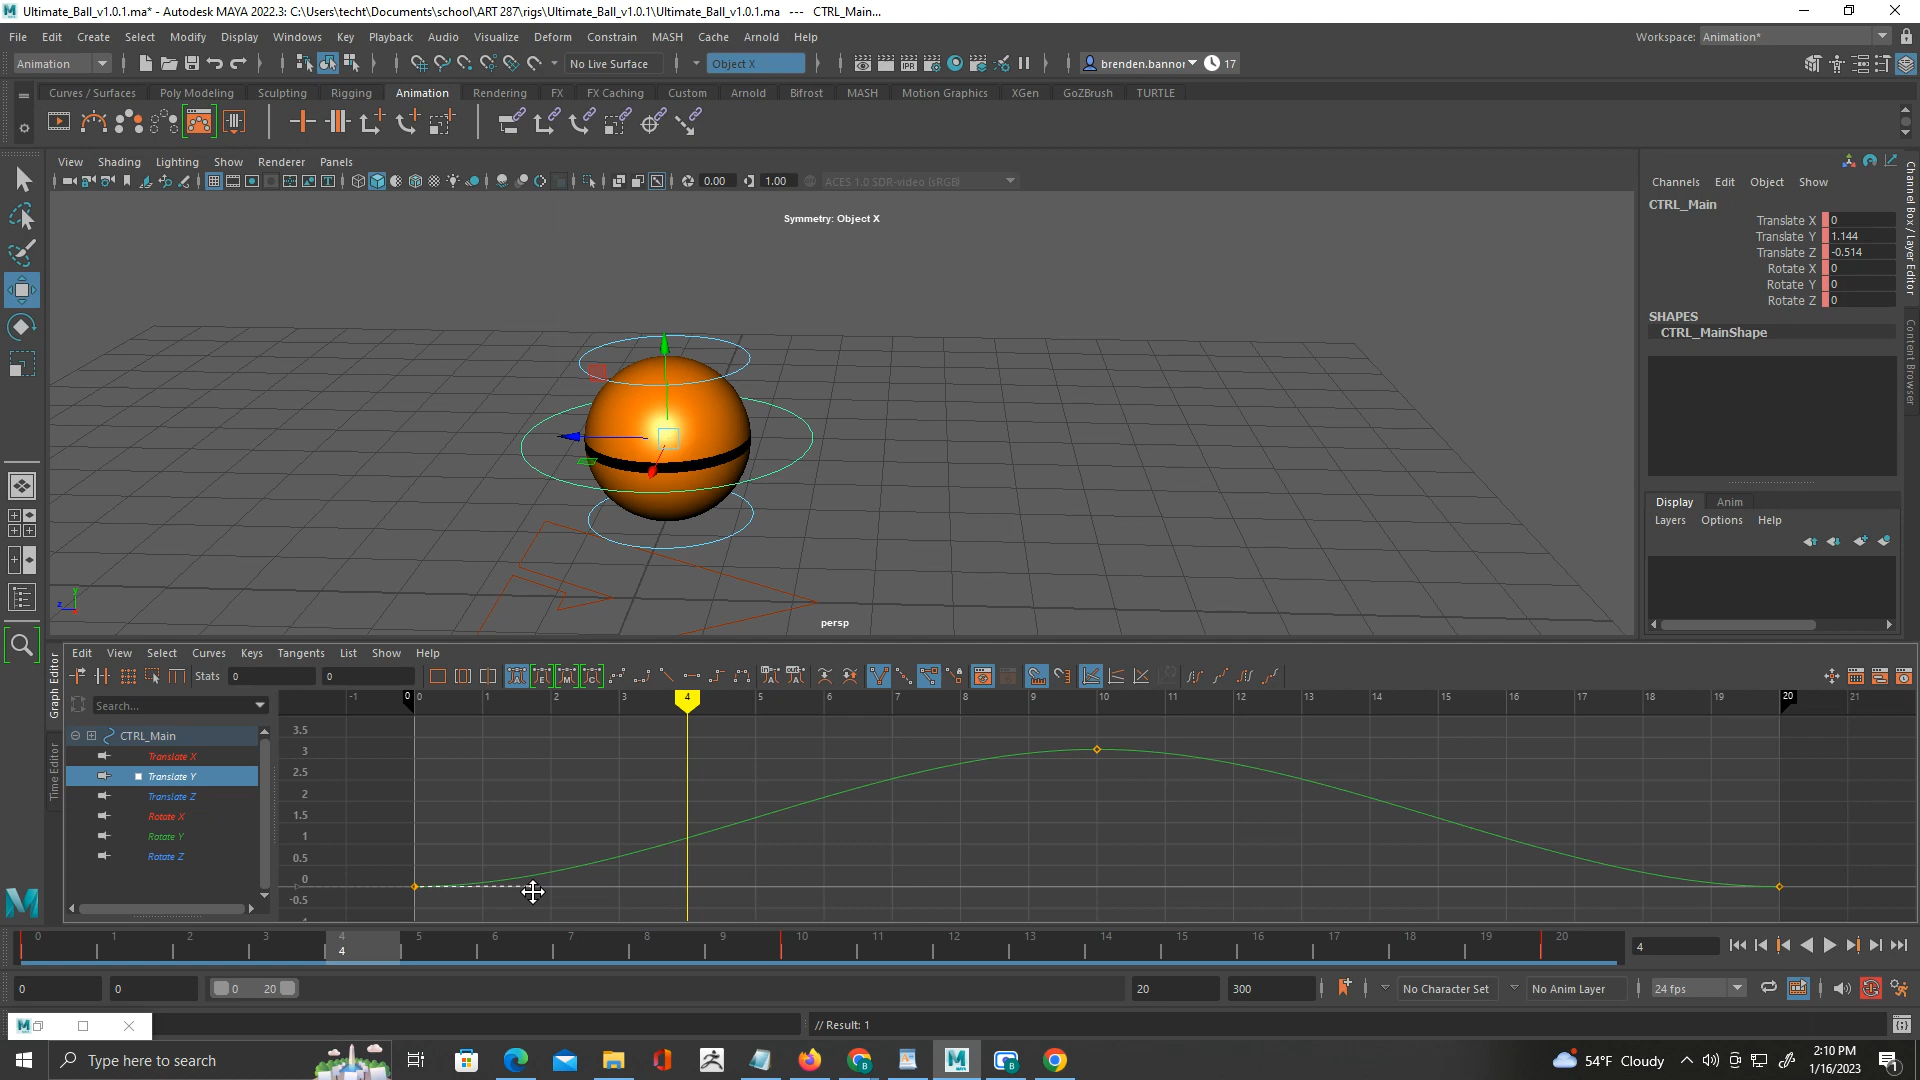 Ultimate_Ball_v1.0.1.ma* - Autodesk MAYA 2022.3: C:\Users\techt\Documents\school\ART 287\rigs\Ultimate_Ball_v1.0.1\Ultimate_Ball_v1.0.1.ma   ---   CTRL_Main...
File Edit Create Select Modify Display Windows Key Playback Audio Visualize Deform Constrain MASH Cache Arnold Help Workspace: Animation*
Animation No Live Surface Object X brenden.bannor 17
Curves / Surfaces Poly Modeling Sculpting Rigging Animation Rendering FX FX Caching Custom Arnold Bifrost MASH Motion Graphics XGen GoZBrush TURTLE
View Shading Lighting Show Renderer Panels
0.00 1.00 ACES 1.0 SDR-video (sRGB)
Symmetry: Object X
persp
Channels Edit Object Show
CTRL_Main
Translate X 0
Translate Y 1.144
Translate Z -0.514
Rotate X 0
Rotate Y 0
Rotate Z 0
SHAPES
CTRL_MainShape
Channel Box / Layer Editor
Content Browser
Display Anim
Layers Options Help
Graph Editor
Time Editor
Edit View Select Curves Keys Tangents List Show Help
Stats 0 0
Search...
CTRL_Main
Translate X
Translate Y
Translate Z
Rotate X
Rotate Y
Rotate Z
-1 0 0 1 2 3 4 5 6 7 8 9 10 11 12 13 14 15 16 17 18 19 20 21
3.5
3
2.5
2
1.5
1
0.5
0
-0.5
0 1 2 3 4 5 6 7 8 9 10 11 12 13 14 15 16 17 18 19 20
4 4
0 0 0 20 20 300 No Character Set No Anim Layer 24 fps
// Result: 1
Type here to search 54°F Cloudy 2:10 PM
1/16/2023 1